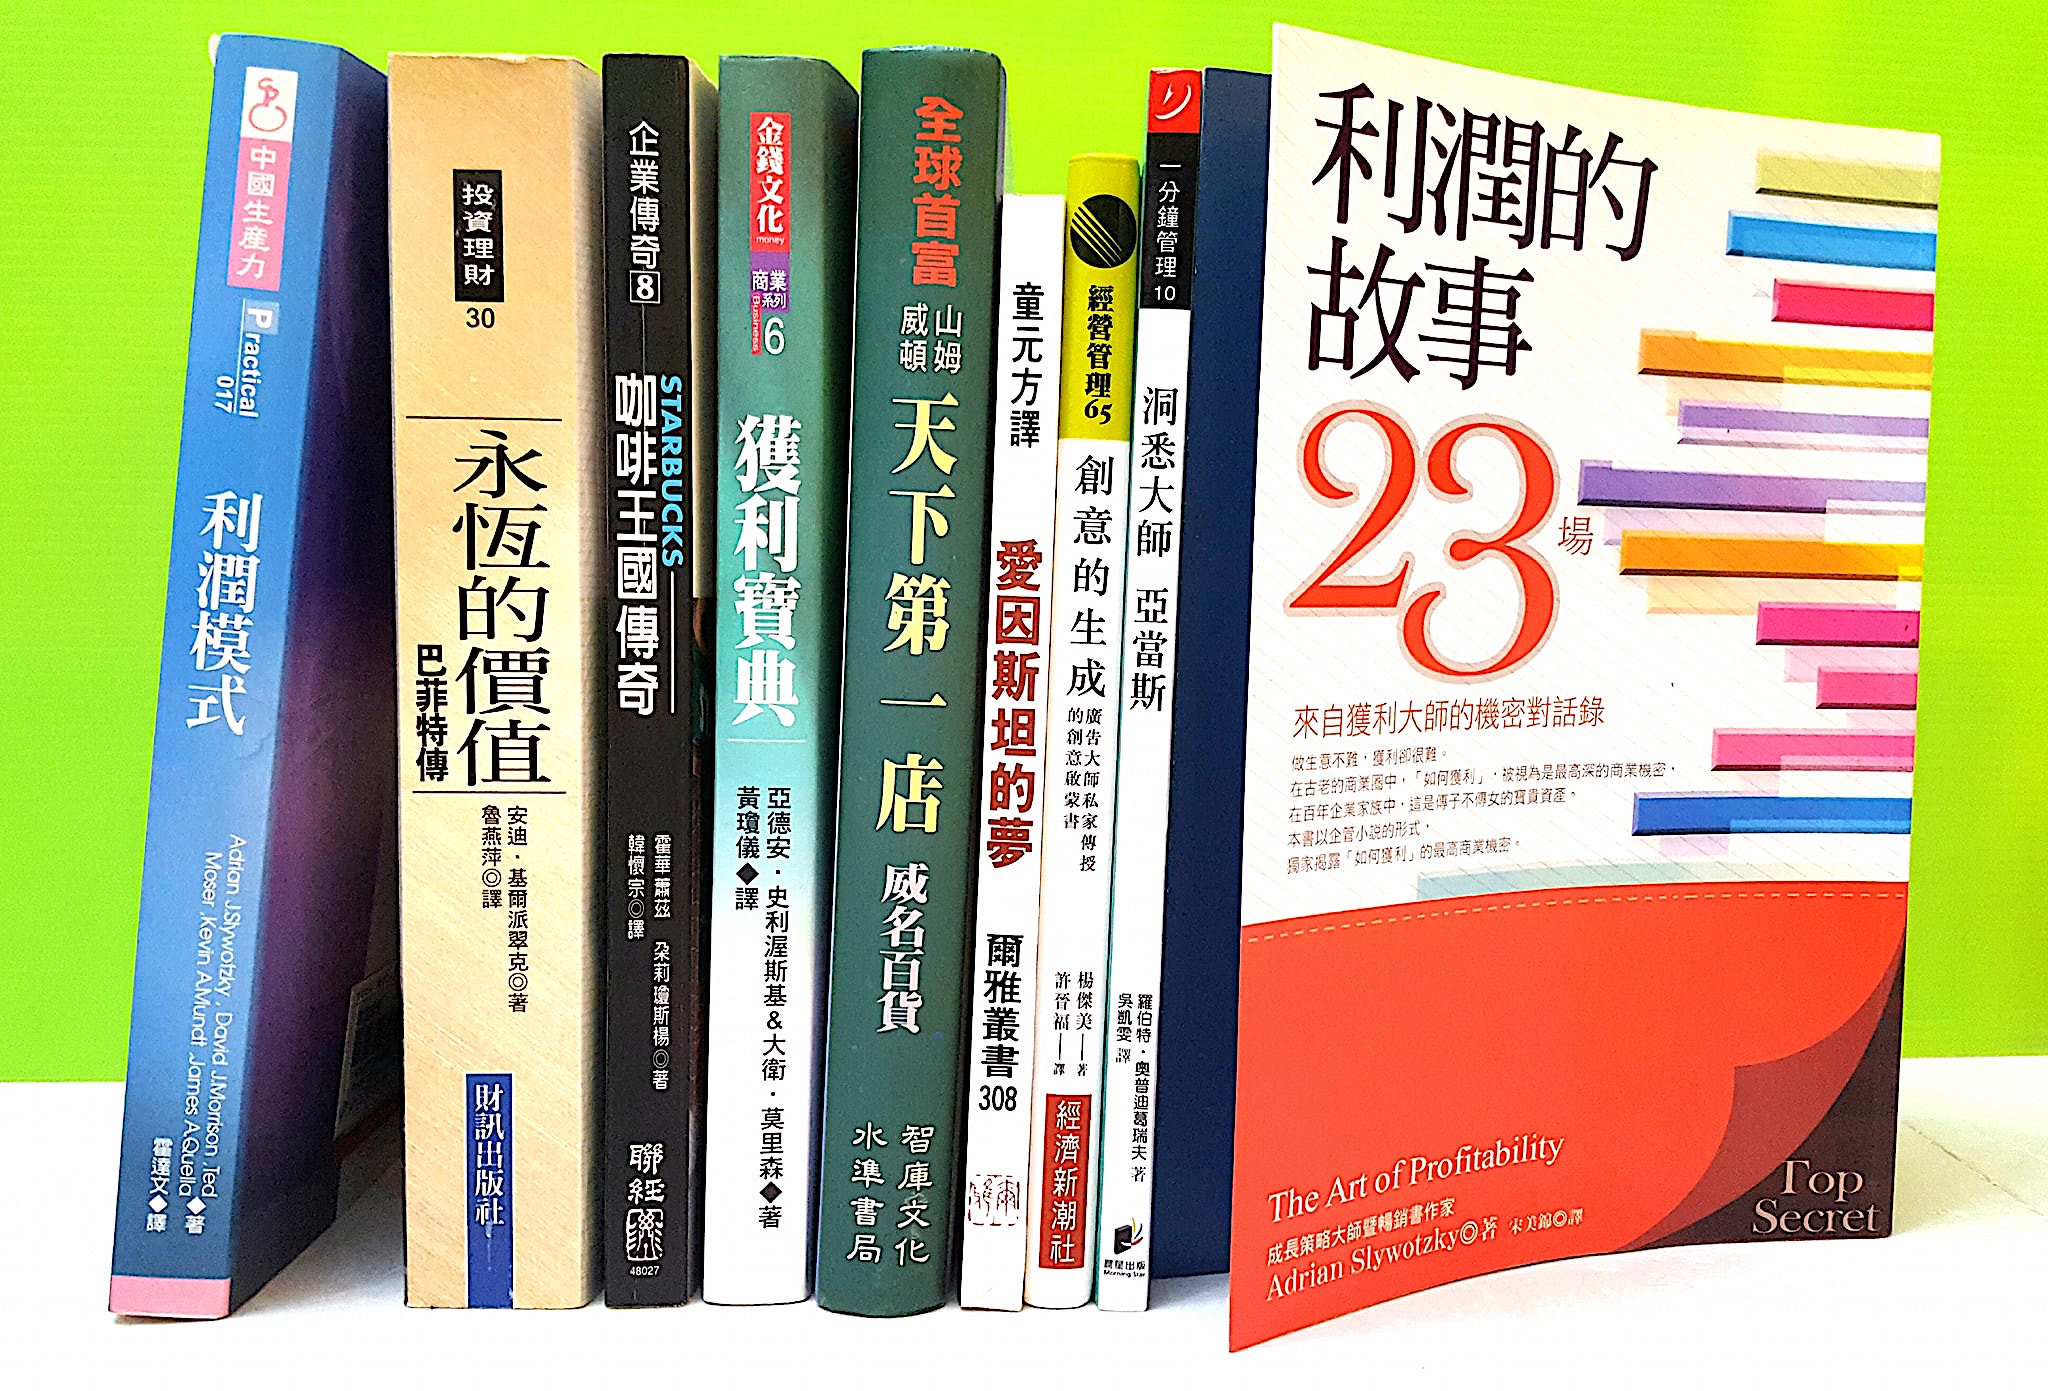 中國生產力
Practical
017
利潤模式
Adrian J.Slywotzky . David J.Morrison .Ted
Moser .Kevin A.Mundt .James A.Quella◆著
霍達文◆譯
投資理財
30
永恆的價值
巴菲特傳
安迪．基爾派翠克◎著
魯燕萍◎譯
財訊出版社
企業傳奇8
STARBUCKS
咖啡王國傳奇
霍華蕭茲 朵莉瓊斯楊◎著
韓懷宗◎譯
聯經
48027
金錢文化
money
商業
系列
Business
6
獲利寶典
亞德安．史利渥斯基&大衛．莫里森◆著
黃瓊儀◆譯
全球首富
山姆
威頓
天下第一店
威名百貨
智庫文化
水準書局
童元方譯
愛因斯坦的夢
爾雅叢書
308
經營管理65
創意的生成
廣告大師私家傳授
的創意啟蒙書
楊傑美——著
許晉福——譯
經濟新潮社
一分鐘管理
10
洞悉大師 亞當斯
羅伯特．奧普迪葛瑞夫 著
吳凱雯 譯
晨星出版
Morning Star
利潤的
故事
23
場
來自獲利大師的機密對話錄
做生意不難，獲利卻很難。
在古老的商業圈中，「如何獲利」，被視為是最高深的商業機密，
在百年企業家族中，這是傳子不傳女的寶貴資產。
本書以企管小說的形式，
獨家揭露「如何獲利」的最高商業機密。
The Art of Profitability
成長策略大師暨暢銷書作家
Adrian Slywotzky◎著 宋美錦◎譯
Top
Secret